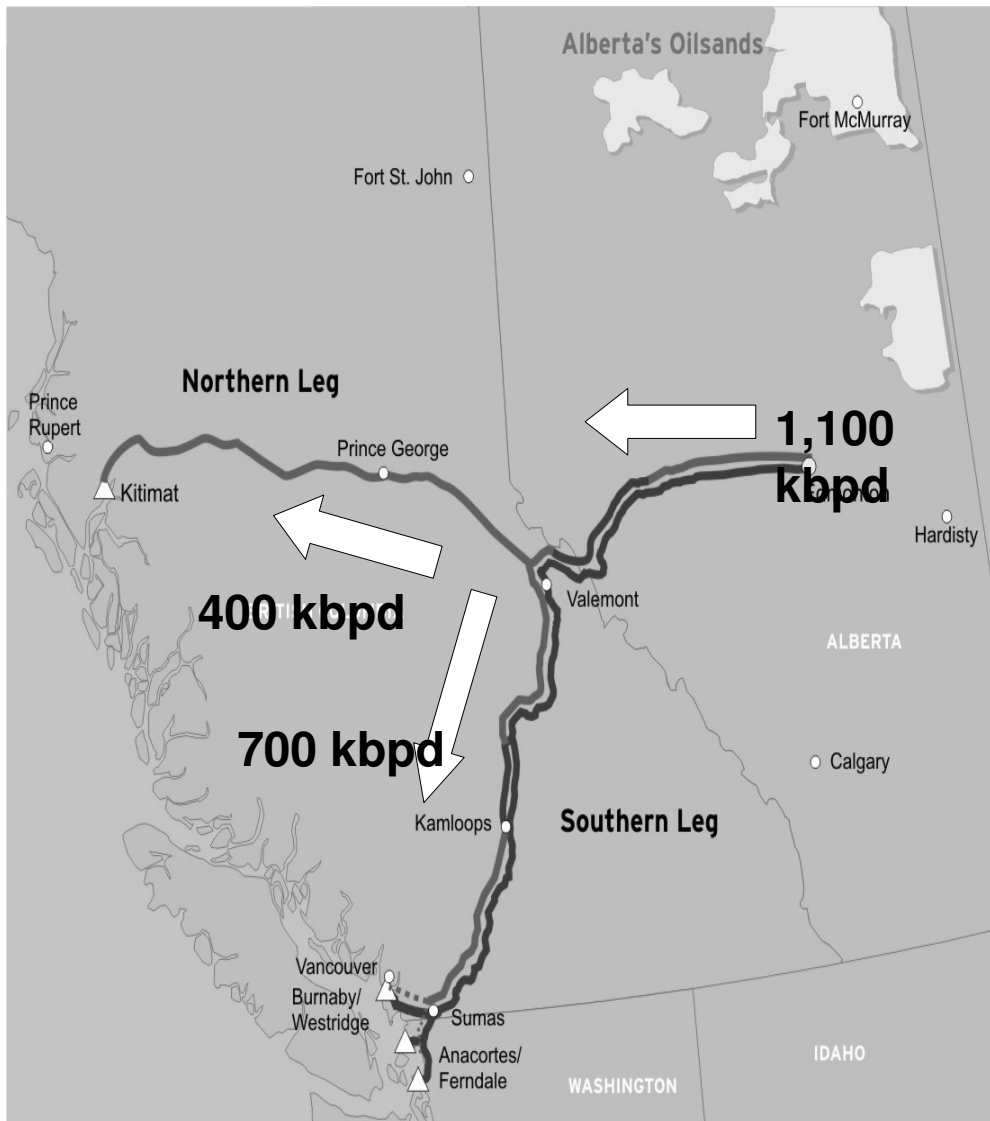 Alberta's Oilsands
Fort McMurray
Fort St. John
Northern Leg
Prince
Rupert
Prince George
1,100
kbpd
Kitimat
Hardisty
400 kbpd
Valemont
ALBERTA
700 kbpd
Calgary
Kamloops
Southern Leg
Vancouver
Burnaby/
Westridge
Sumas
Anacortes/
Ferndale
IDAHO
WASHINGTON